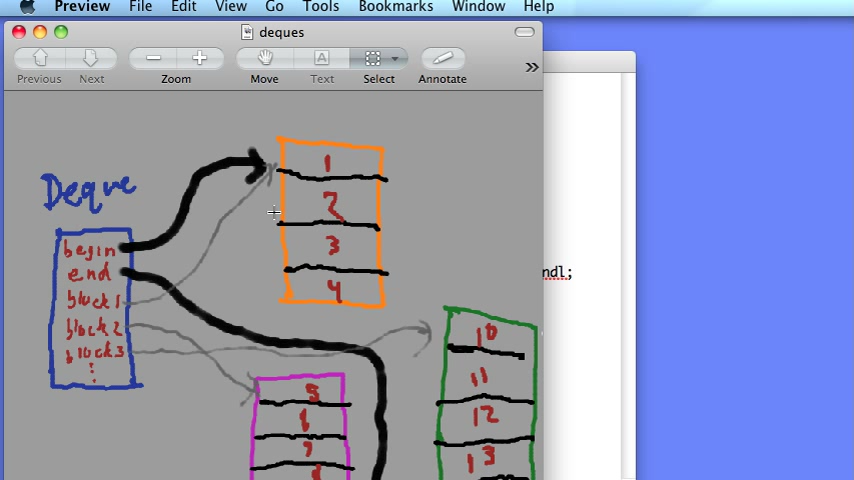 Preview File Edit View Go Tools Bookmarks Window Help
deques
Previous Next Zoom Move Text Select Annotate »
A
Deque
begin
end
block1
block2
block3
:
1
2
3
4
5
6
7
8
10
11
12
13
ndl;